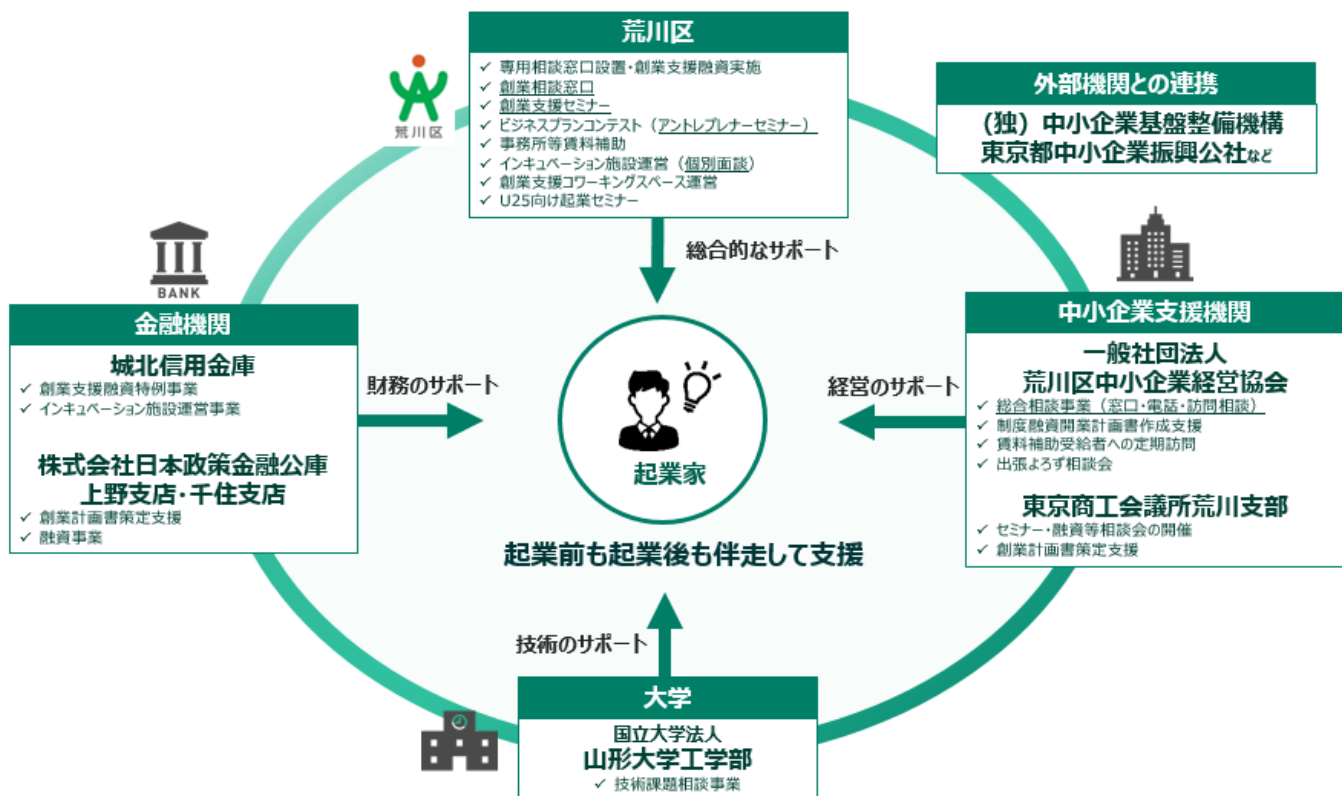 荒川区
✓ 専用相談窓口設置・創業支援融資実施
✓ 創業相談窓口
✓ 創業支援セミナー
✓ ビジネスプランコンテスト（アントレプレナーセミナー）
✓ 事務所等賃料補助
✓ インキュベーション施設運営（個別面談）
✓ 創業支援コワーキングスペース運営
✓ U25向け起業セミナー
荒川区
外部機関との連携
（独）中小企業基盤整備機構
東京都中小企業振興公社など
総合的なサポート
BANK
金融機関
城北信用金庫
✓ 創業支援融資特例事業
✓ インキュベーション施設運営事業
株式会社日本政策金融公庫
上野支店・千住支店
✓ 創業計画書策定支援
✓ 融資事業
財務のサポート
起業家
経営のサポート
中小企業支援機関
一般社団法人
荒川区中小企業経営協会
✓ 総合相談事業（窓口・電話・訪問相談）
✓ 制度融資開業計画書作成支援
✓ 賃料補助受給者への定期訪問
✓ 出張よろず相談会
東京商工会議所荒川支部
✓ セミナー・融資等相談会の開催
✓ 創業計画書策定支援
起業前も起業後も伴走して支援
技術のサポート
大学
国立大学法人
山形大学工学部
✓ 技術課題相談事業